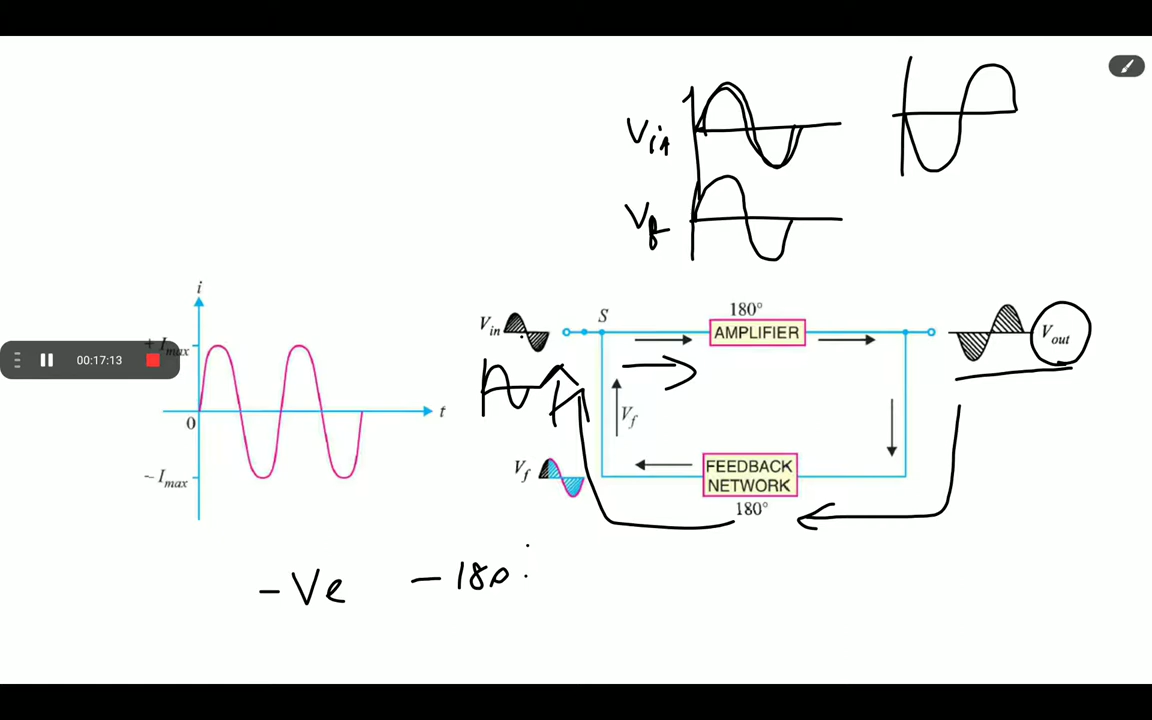 Vin
Vf
i
+ Imax
0
t
− Imax
00:17:13
Vin
S
180°
AMPLIFIER
Vout
Vf
Vf
FEEDBACK
NETWORK
180°
- Ve - 180